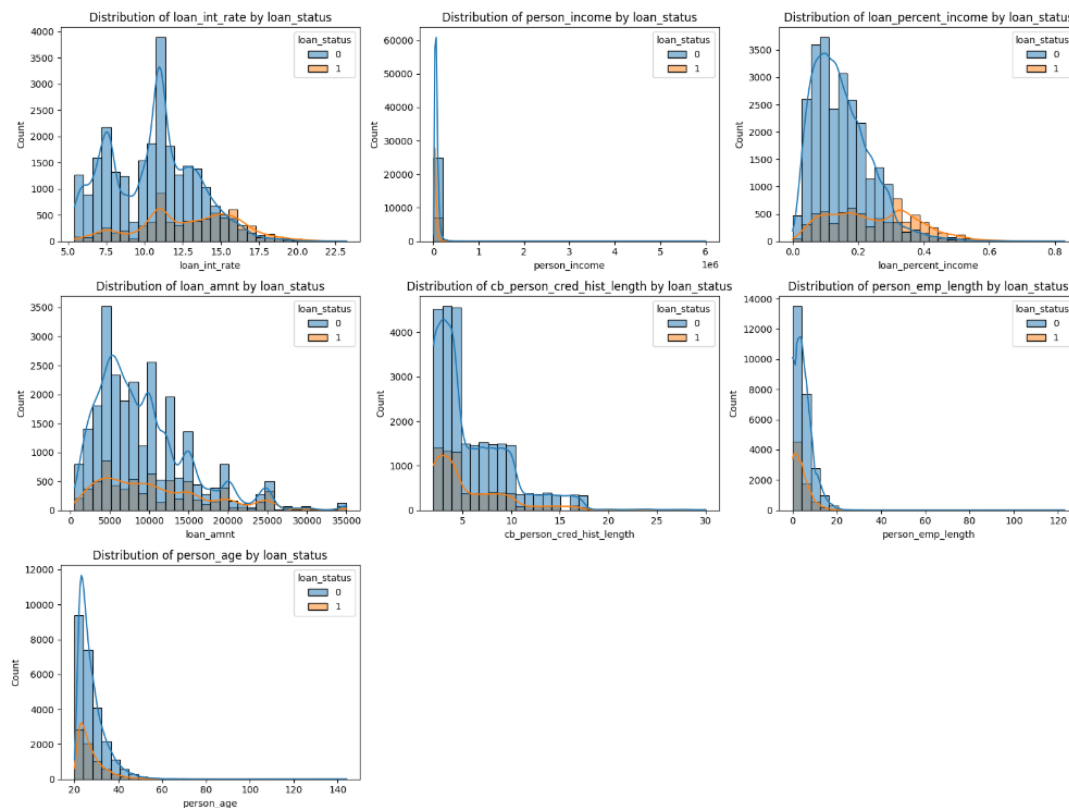 Distribution of loan_int_rate by loan_status
4000
3500
3000
2500
2000
1500
1000
500
0
Count
loan_status
0
1
5.0 7.5 10.0 12.5 15.0 17.5 20.0 22.5
loan_int_rate
Distribution of person_income by loan_status
60000
50000
40000
30000
20000
10000
0
Count
loan_status
0
1
0 1 2 3 4 5 6
1e6
person_income
Distribution of loan_percent_income by loan_status
3500
3000
2500
2000
1500
1000
500
0
Count
loan_status
0
1
0.0 0.2 0.4 0.6 0.8
loan_percent_income
Distribution of loan_amnt by loan_status
3500
3000
2500
2000
1500
1000
500
0
Count
loan_status
0
1
0 5000 10000 15000 20000 25000 30000 35000
loan_amnt
Distribution of cb_person_cred_hist_length by loan_status
4000
3000
2000
1000
0
Count
loan_status
0
1
5 10 15 20 25 30
cb_person_cred_hist_length
Distribution of person_emp_length by loan_status
14000
12000
10000
8000
6000
4000
2000
0
Count
loan_status
0
1
0 20 40 60 80 100 120
person_emp_length
Distribution of person_age by loan_status
12000
10000
8000
6000
4000
2000
0
Count
loan_status
0
1
20 40 60 80 100 120 140
person_age